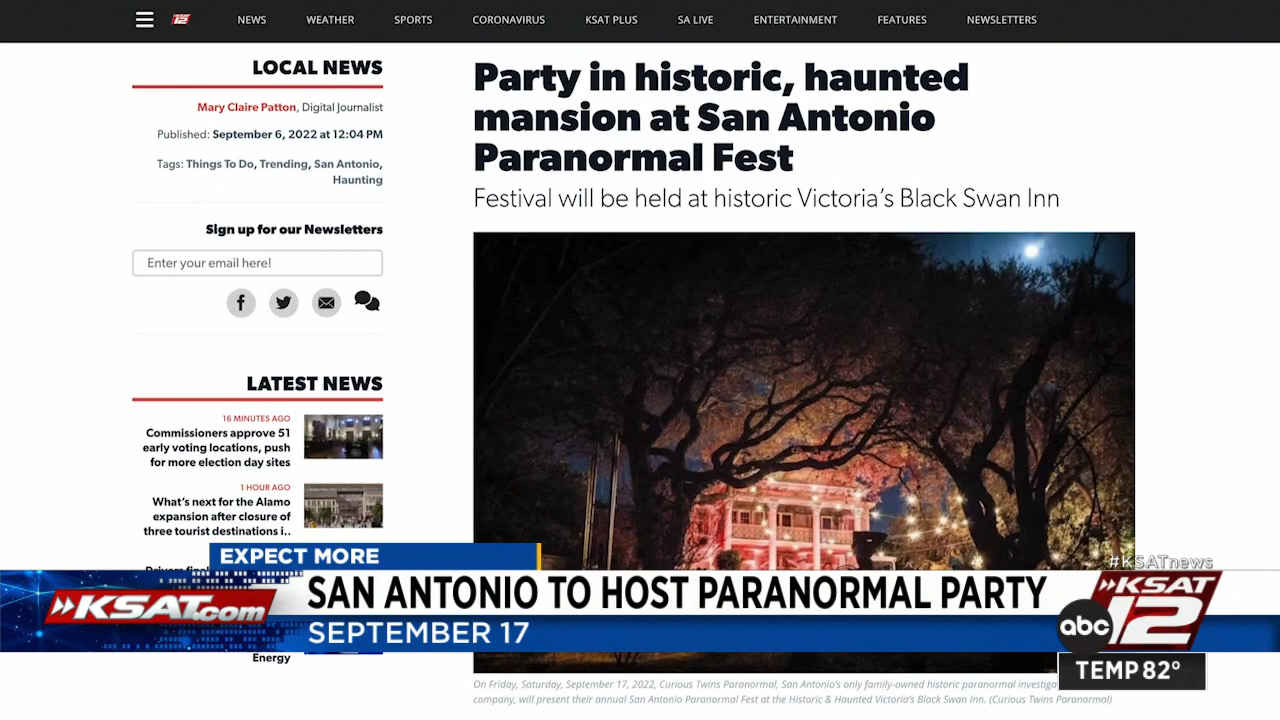 NEWS WEATHER SPORTS CORONAVIRUS KSAT PLUS SA LIVE ENTERTAINMENT FEATURES NEWSLETTERS
LOCAL NEWS
Mary Claire Patton, Digital Journalist
Published: September 6, 2022 at 12:04 PM
Tags: Things To Do, Trending, San Antonio,
Haunting
Sign up for our Newsletters
Enter your email here!
LATEST NEWS
16 MINUTES AGO
Commissioners approve 51
early voting locations, push
for more election day sites
1 HOUR AGO
What's next for the Alamo
expansion after closure of
three tourist destinations i..
Energy
Party in historic, haunted
mansion at San Antonio
Paranormal Fest
Festival will be held at historic Victoria's Black Swan Inn
On Friday, Saturday, September 17, 2022, Curious Twins Paranormal, San Antonio's only family-owned historic paranormal investiga
company, will present their annual San Antonio Paranormal Fest at the Historic & Haunted Victoria's Black Swan Inn. (Curious Twins Paranormal)
#KSATnews
EXPECT MORE
KSAT.com
SAN ANTONIO TO HOST PARANORMAL PARTY
SEPTEMBER 17
KSAT
abc 12
TEMP 82°